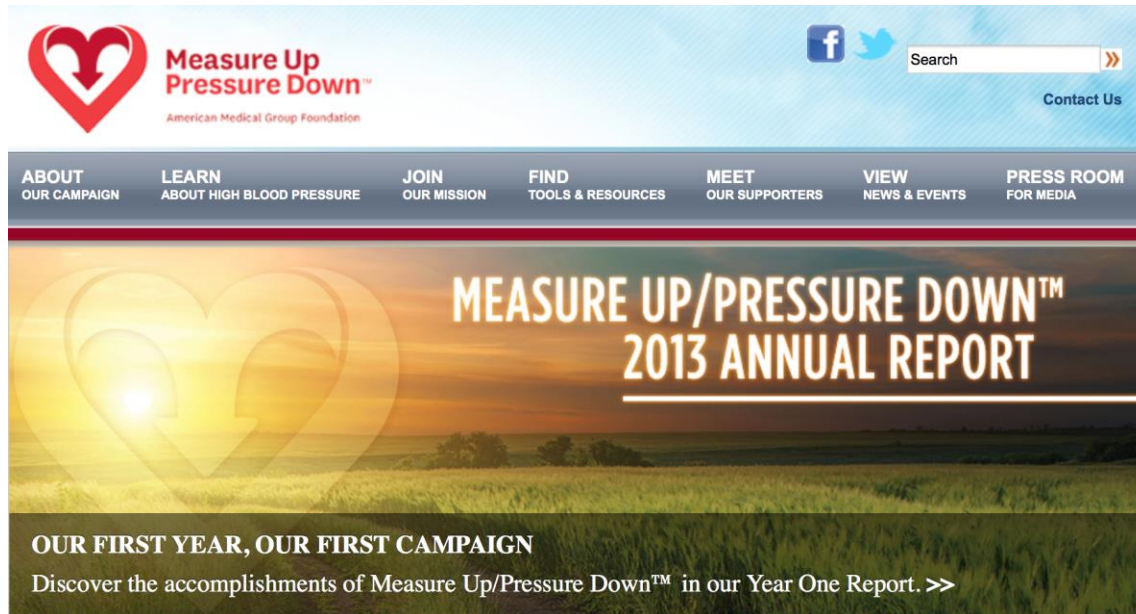 Measure Up
Pressure Down™
American Medical Group Foundation
f
Search
Contact Us
ABOUT
OUR CAMPAIGN
LEARN
ABOUT HIGH BLOOD PRESSURE
JOIN
OUR MISSION
FIND
TOOLS & RESOURCES
MEET
OUR SUPPORTERS
VIEW
NEWS & EVENTS
PRESS ROOM
FOR MEDIA
MEASURE UP/PRESSURE DOWN™
2013 ANNUAL REPORT
OUR FIRST YEAR, OUR FIRST CAMPAIGN
Discover the accomplishments of Measure Up/Pressure Down™ in our Year One Report. >>